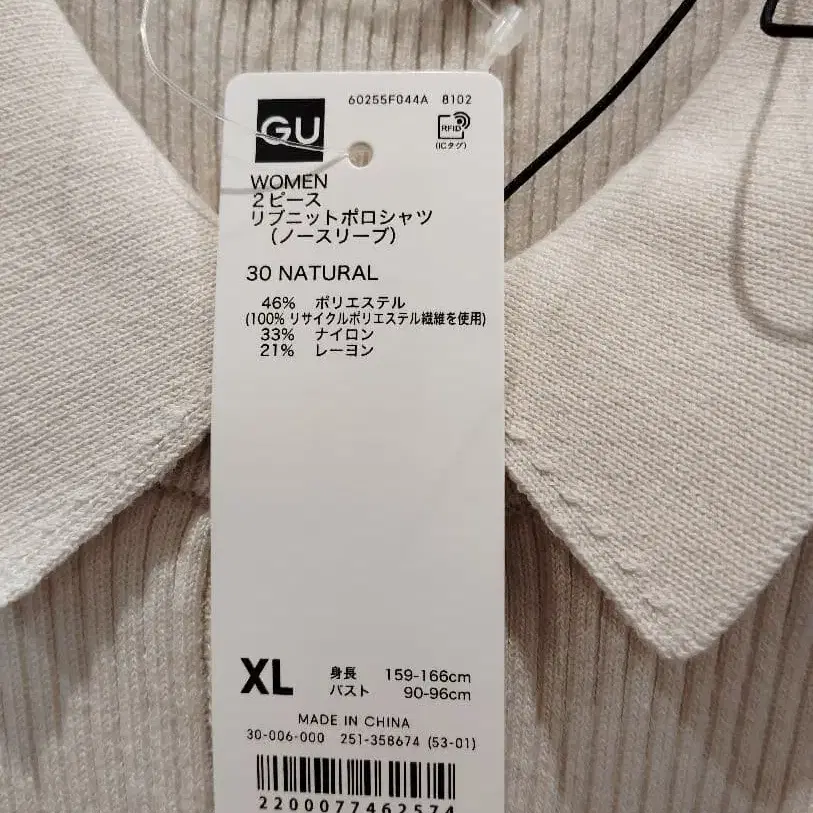 60255F044A 8102
GU
RFID
(ICタグ)
WOMEN
2ピース
リブニットポロシャツ
(ノースリーブ)
30 NATURAL
46% ポリエステル
(100% リサイクルポリエステル繊維を使用)
33% ナイロン
21% レーヨン
XL 身長 159-166cm
バスト 90-96cm
MADE IN CHINA
30-006-000 251-358674 (53-01)
2200077462574